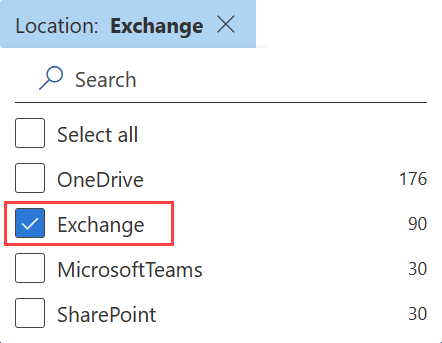 Location: Exchange
Search
Select all
OneDrive 176
Exchange 90
MicrosoftTeams 30
SharePoint 30